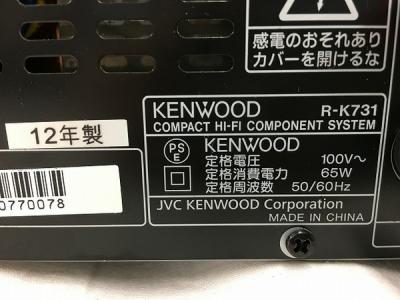 感電のおそれあり
カバーを開けるな
KENWOOD R-K731
COMPACT HI-FI COMPONENT SYSTEM
12年製
PS
E
KENWOOD
定格電圧 100V～
定格消費電力 65W
定格周波数 50/60Hz
JVC KENWOOD Corporation
MADE IN CHINA
0770078